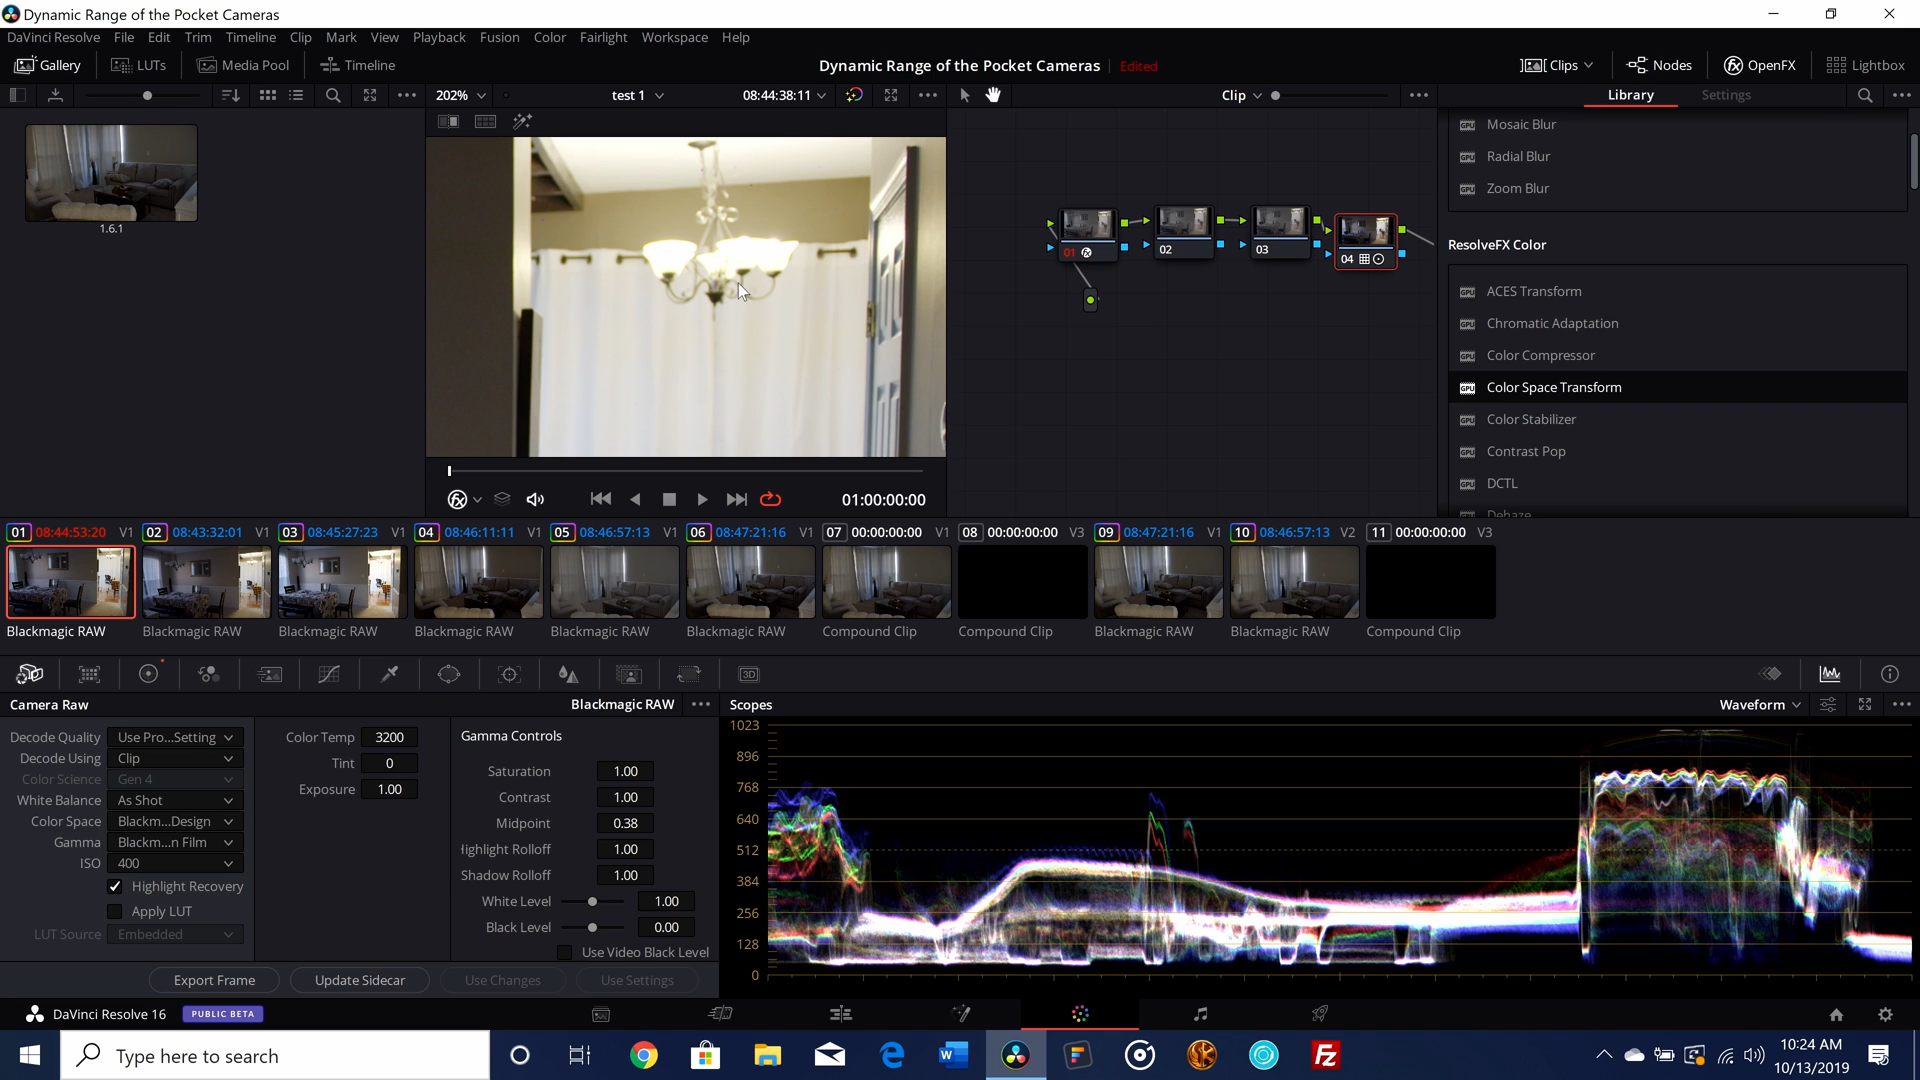 Dynamic Range of the Pocket Cameras
DaVinci Resolve File Edit Trim Timeline Clip Mark View Playback Fusion Color Fairlight Workspace Help
Gallery LUTs Media Pool Timeline Dynamic Range of the Pocket Cameras Edited Clips Nodes OpenFX Lightbox
202% test 1 08:44:38:11 Clip Library Settings
Mosaic Blur
Radial Blur
Zoom Blur
1.6.1
ResolveFX Color
01 02 03 04
ACES Transform
Chromatic Adaptation
Color Compressor
Color Space Transform
Color Stabilizer
Contrast Pop
DCTL
Dehaze
01:00:00:00
01 08:44:53:20 V1 02 08:43:32:01 V1 03 08:45:27:23 V1 04 08:46:11:11 V1 05 08:46:57:13 V1 06 08:47:21:16 V1 07 00:00:00:00 V1 08 00:00:00:00 V3 09 08:47:21:16 V1 10 08:46:57:13 V2 11 00:00:00:00 V3
Blackmagic RAW Blackmagic RAW Blackmagic RAW Blackmagic RAW Blackmagic RAW Blackmagic RAW Compound Clip Compound Clip Blackmagic RAW Blackmagic RAW Compound Clip
3D
Camera Raw Blackmagic RAW Scopes Waveform
Decode Quality Use Pro...Setting
Decode Using Clip
Color Science Gen 4
White Balance As Shot
Color Space Blackm...Design
Gamma Blackm...n Film
ISO 400
Highlight Recovery
Apply LUT
LUT Source Embedded
Color Temp 3200
Tint 0
Exposure 1.00
Gamma Controls
Saturation 1.00
Contrast 1.00
Midpoint 0.38
Highlight Rolloff 1.00
Shadow Rolloff 1.00
White Level 1.00
Black Level 0.00
Use Video Black Level
1023
896
768
640
512
384
256
128
0
Export Frame Update Sidecar Use Changes Use Settings
DaVinci Resolve 16 PUBLIC BETA
Type here to search
10:24 AM
10/13/2019